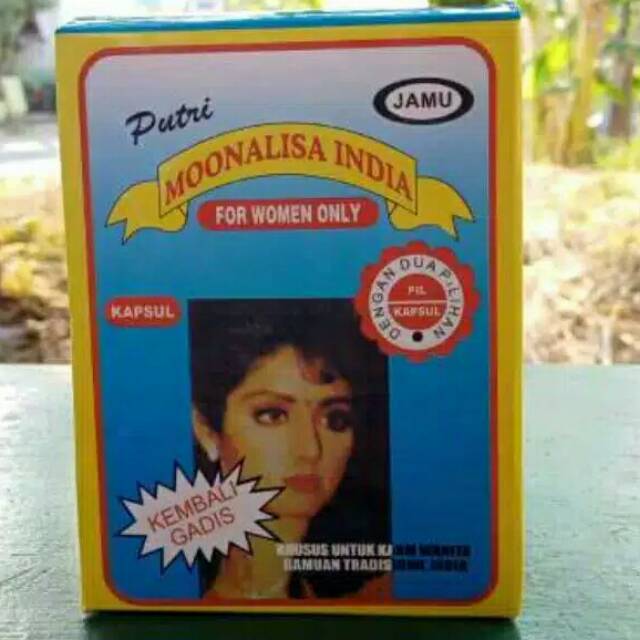 JAMU
Putri
MOONALISA INDIA
FOR WOMEN ONLY
DENGAN DUA PILIHAN
PIL
KAPSUL
KAPSUL
KEMBALI
GADIS
KHUSUS UNTUK KAUM WANITA
RAMUAN TRADISIONIL INDIA